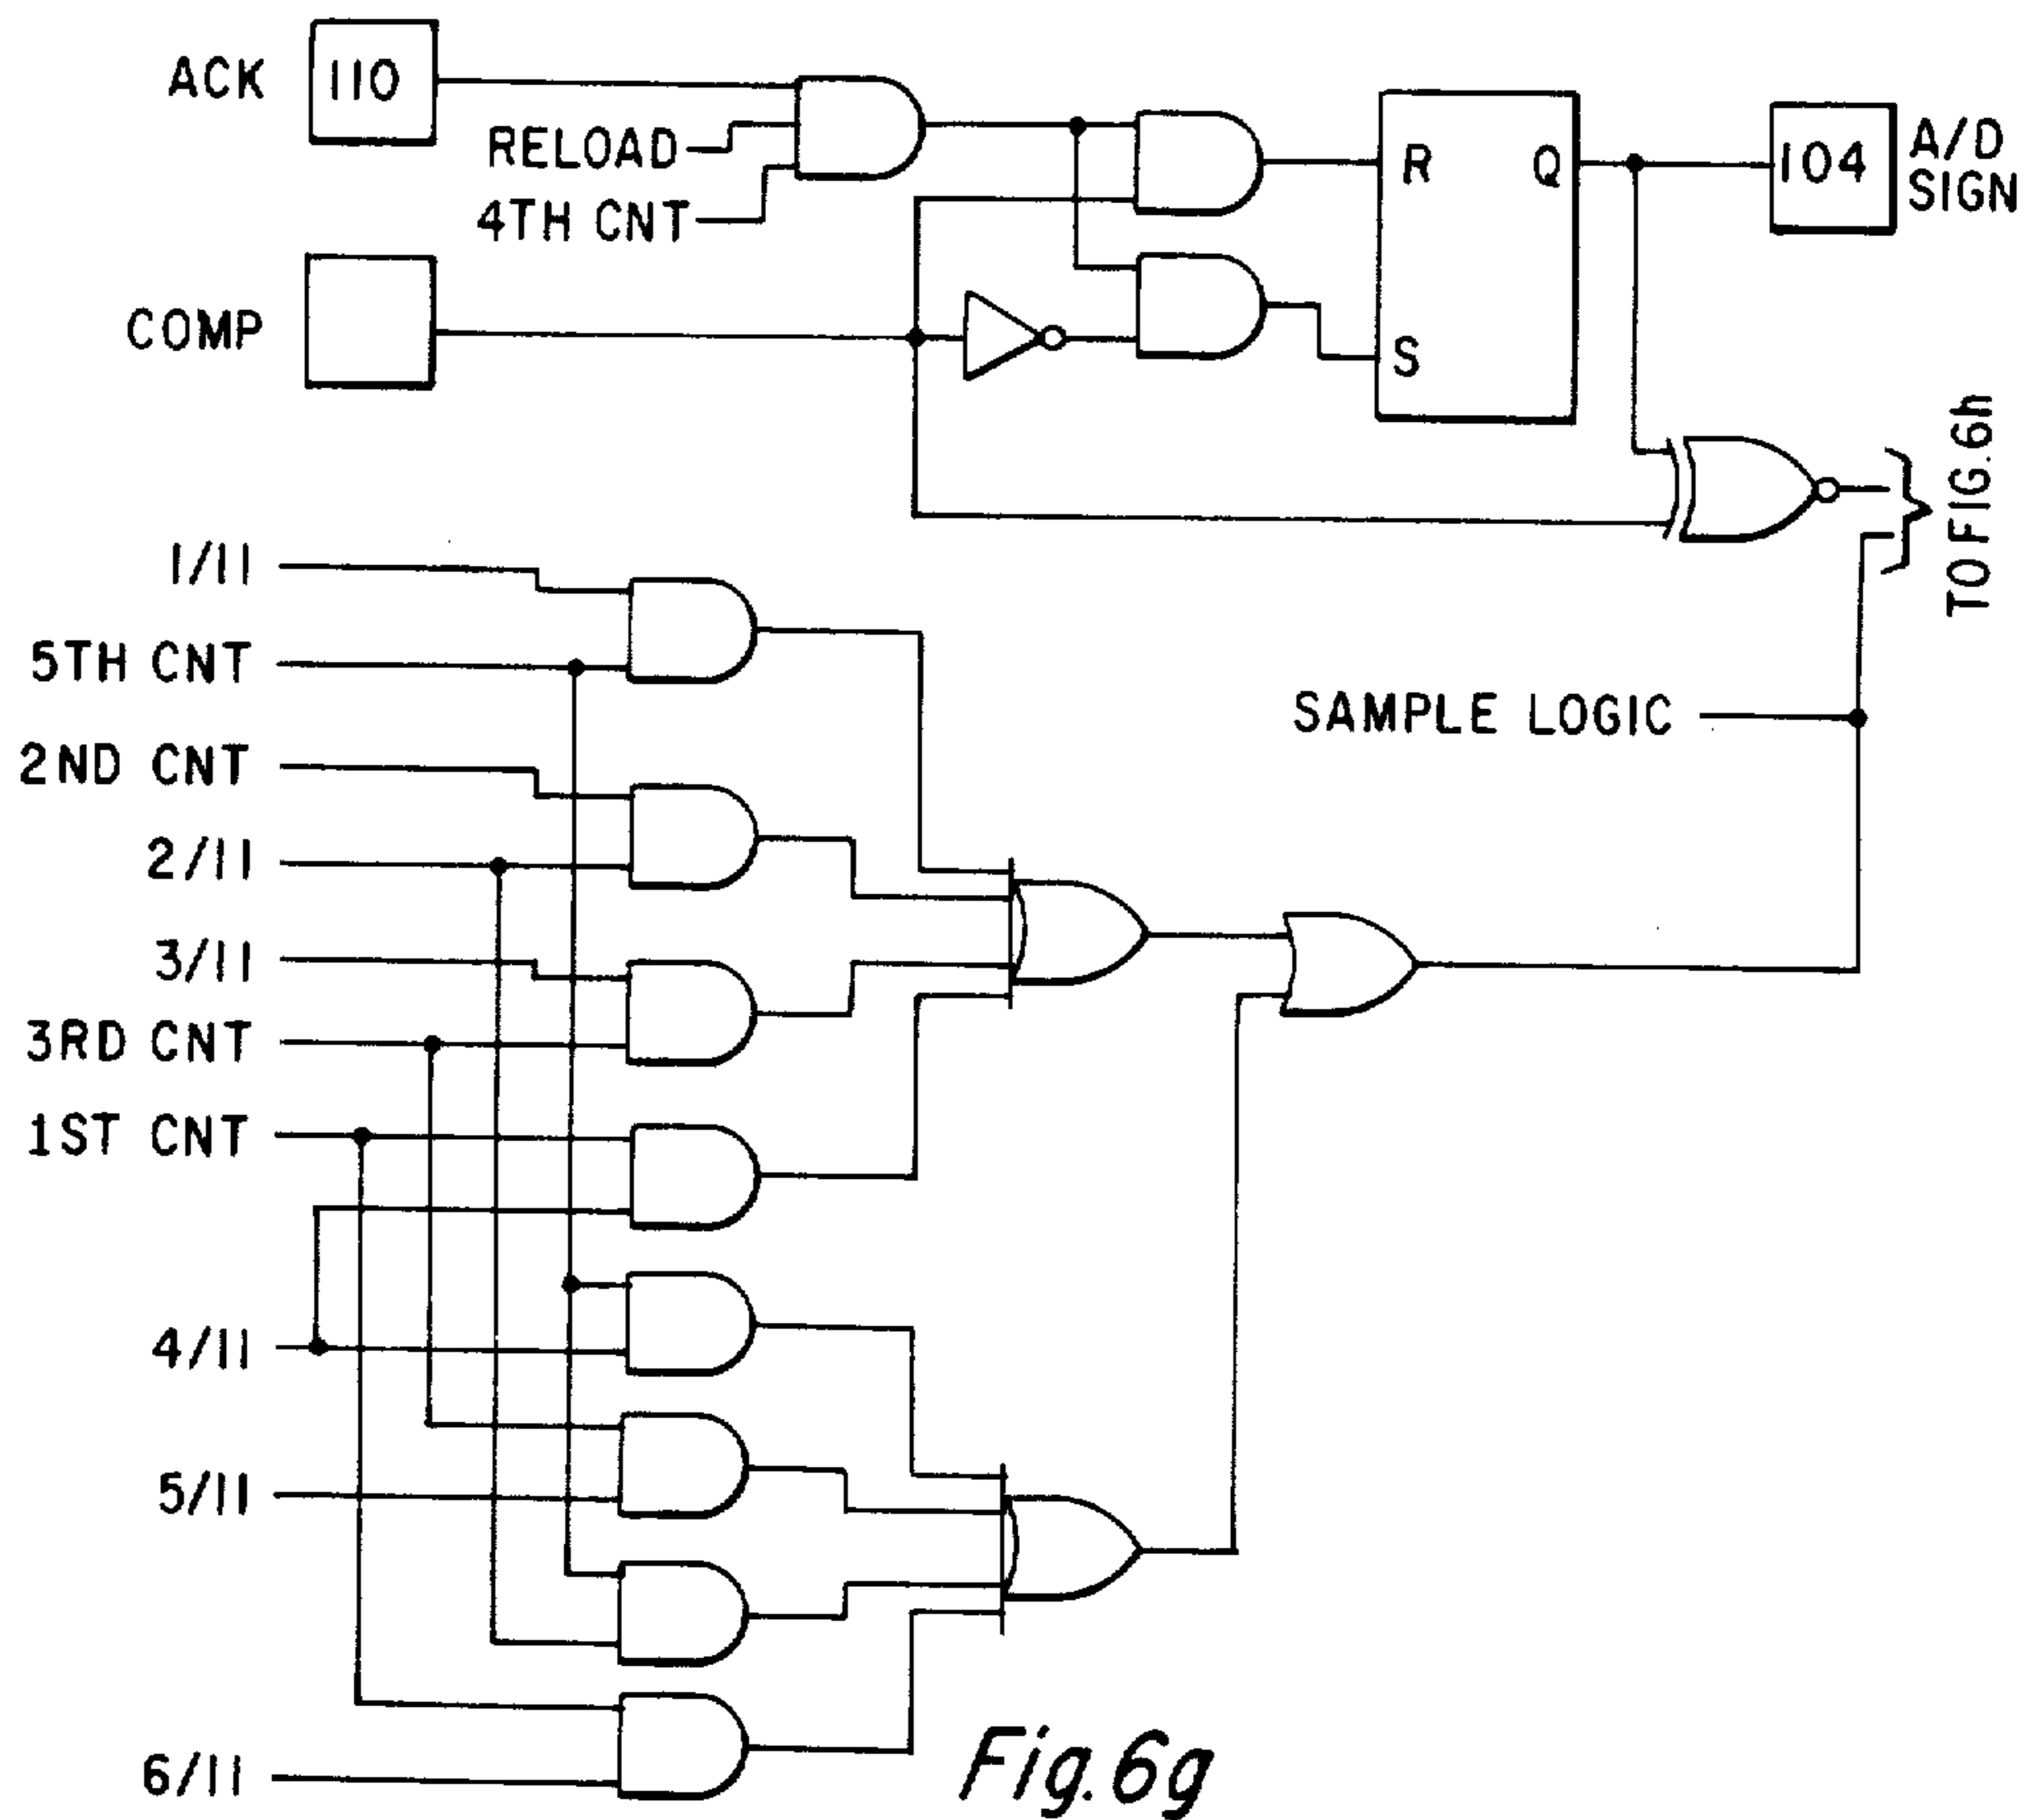 ACK
110
RELOAD
4TH CNT
COMP
R
Q
S
104
A/D
SIGN
TO FIG. 6h
1/11
5TH CNT
2ND CNT
2/11
3/11
3RD CNT
1ST CNT
4/11
5/11
6/11
SAMPLE LOGIC
Fig. 6g